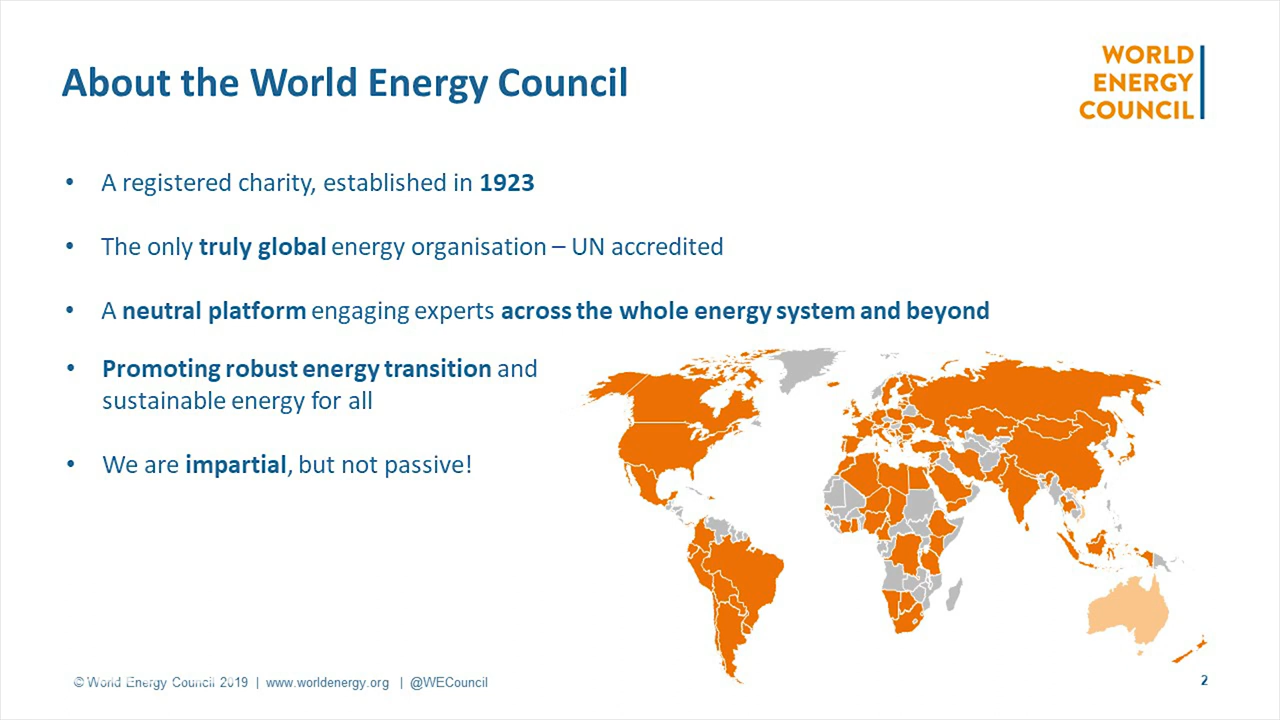 About the World Energy Council
WORLD
ENERGY
COUNCIL
• A registered charity, established in 1923
• The only truly global energy organisation – UN accredited
• A neutral platform engaging experts across the whole energy system and beyond
• Promoting robust energy transition and
sustainable energy for all
• We are impartial, but not passive!
© World Energy Council 2019 | www.worldenergy.org | @WECouncil
2